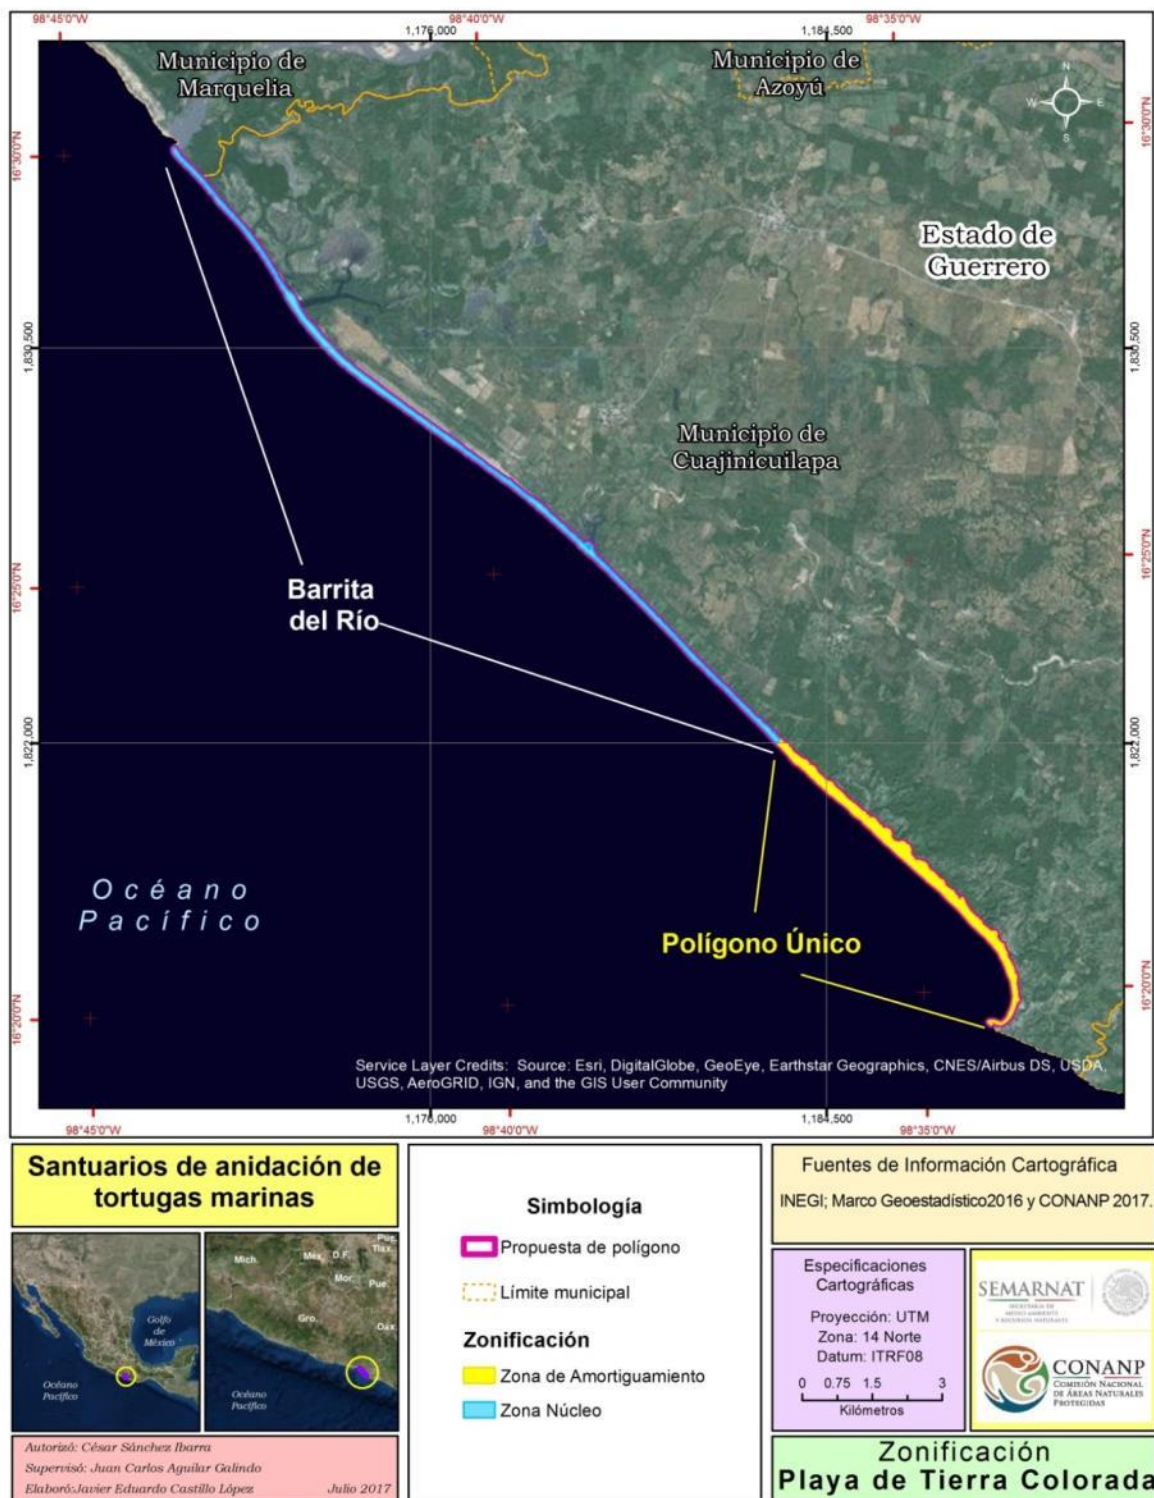 98°45'0"W
98°40'0"W
98°35'0"W
1,176,000
1,184,500
Municipio de
Marquelia
Municipio de
Azoyú
N
W
E
S
16°30'0"N
16°30'0"N
Estado de
Guerrero
1,830,500
1,830,500
Municipio de
Cuajinicuilapa
16°25'0"N
16°25'0"N
Barrita
del Río
1,822,000
1,822,000
Océano
Pacífico
Polígono Único
16°20'0"N
16°20'0"N
Service Layer Credits: Source: Esri, DigitalGlobe, GeoEye, Earthstar Geographics, CNES/Airbus DS, USDA,
USGS, AeroGRID, IGN, and the GIS User Community
1,176,000
1,184,500
98°45'0"W
98°40'0"W
98°35'0"W
Santuarios de anidación de
tortugas marinas
Golfo
de
México
Océano
Pacífico
Mich.
Méx.
D.F.
Tlax.
Pue.
Mor.
Pue.
Gro.
Oax.
Océano
Pacífico
Autorizó: César Sánchez Ibarra
Supervisó: Juan Carlos Aguilar Galindo
Elaboró:Javier Eduardo Castillo López Julio 2017
Simbología
Propuesta de polígono
Límite municipal
Zonificación
Zona de Amortiguamiento
Zona Núcleo
Fuentes de Información Cartográfica
INEGI; Marco Geoestadístico2016 y CONANP 2017.
Especificaciones
Cartográficas
Proyección: UTM
Zona: 14 Norte
Datum: ITRF08
0 0.75 1.5 3
Kilómetros
SEMARNAT
SECRETARÍA DE
MEDIO AMBIENTE
Y RECURSOS NATURALES
CONANP
COMISIÓN NACIONAL
DE ÁREAS NATURALES
PROTEGIDAS
Zonificación
Playa de Tierra Colorada